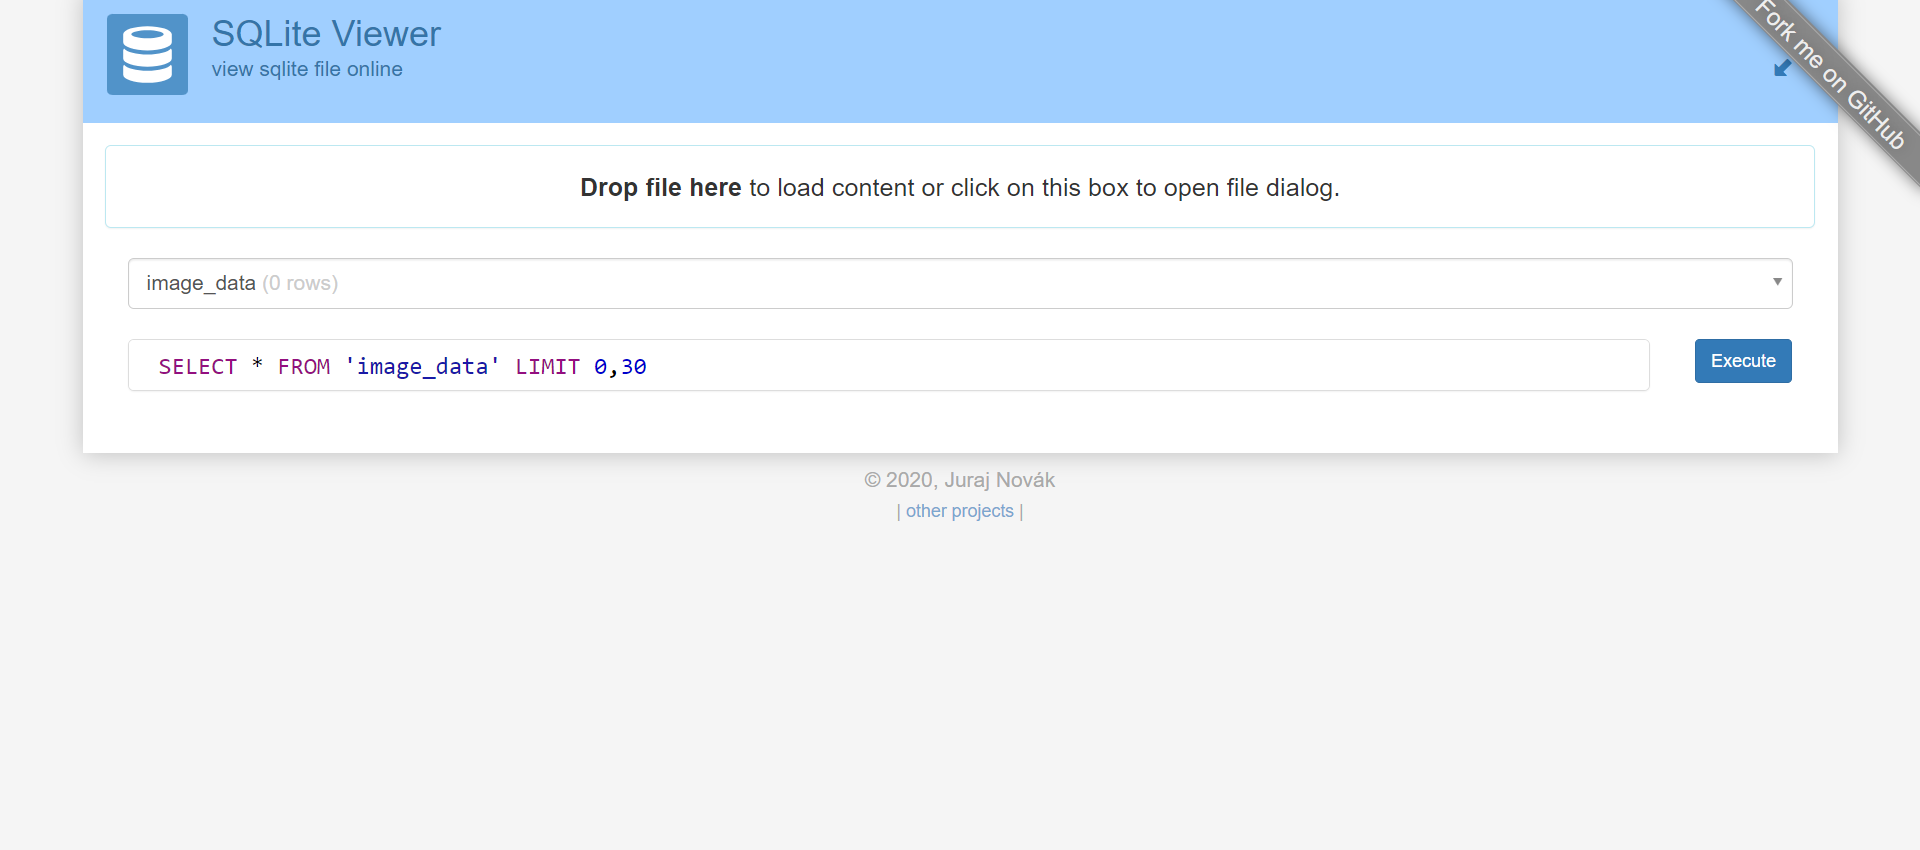 SQLite Viewer
view sqlite file online
Fork me on GitHub
Drop file here to load content or click on this box to open file dialog.
image_data (0 rows)
SELECT * FROM 'image_data' LIMIT 0,30
Execute
© 2020, Juraj Novák
| other projects |